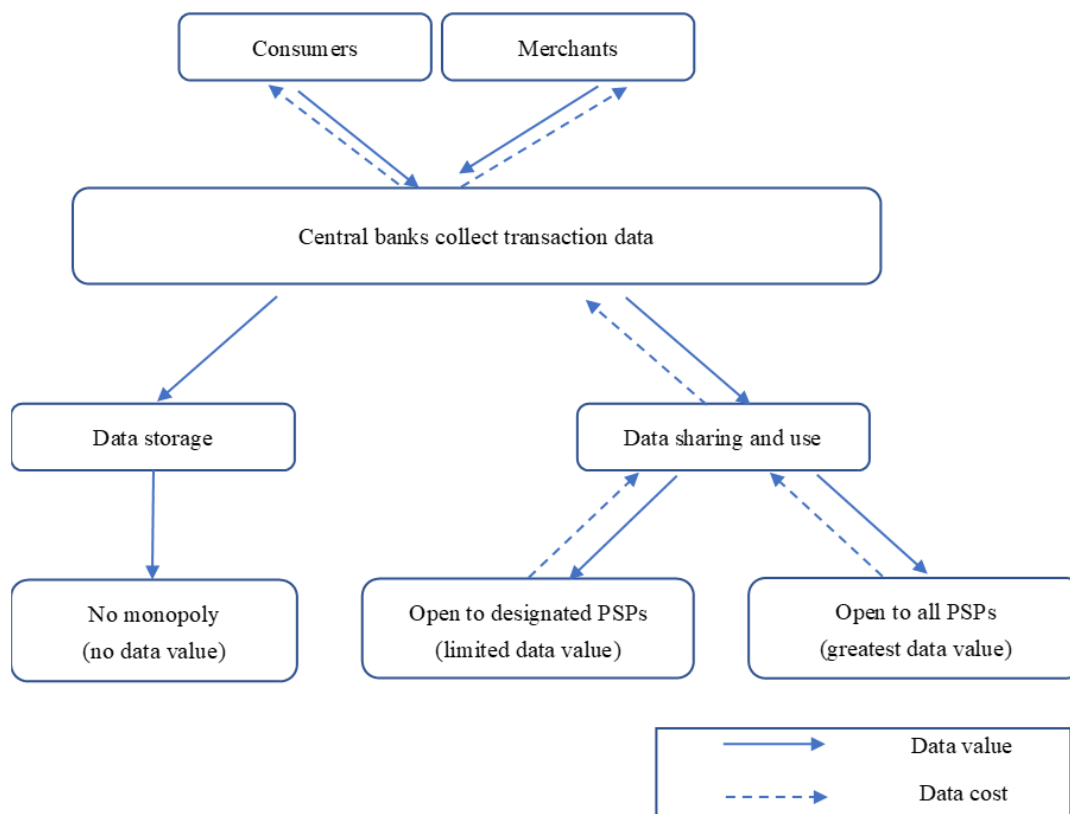 Consumers
Merchants
Central banks collect transaction data
Data storage
Data sharing and use
No monopoly
(no data value)
Open to designated PSPs
(limited data value)
Open to all PSPs
(greatest data value)
Data value
Data cost